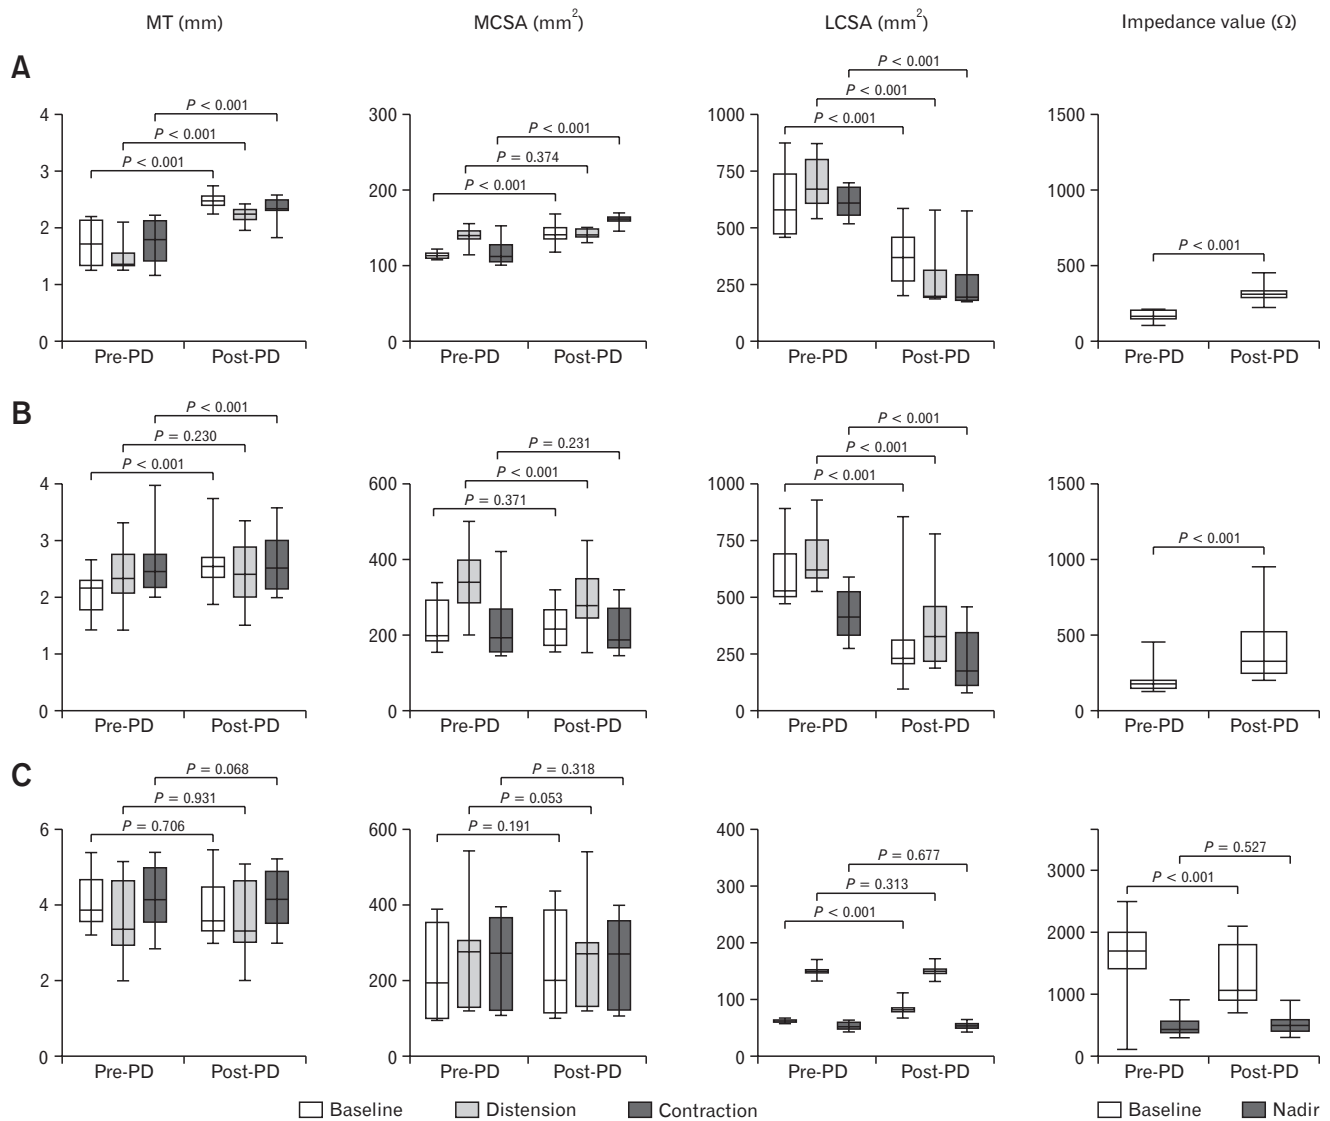 MT (mm) MCSA (mm²) LCSA (mm²) Impedance value (Ω)
A
P < 0.001
P < 0.001
P < 0.001
4
3
2
1
0
Pre-PD Post-PD
P < 0.001
P = 0.374
P < 0.001
300
200
100
0
Pre-PD Post-PD
P < 0.001
P < 0.001
P < 0.001
1000
750
500
250
0
Pre-PD Post-PD
1500
1000
500
0
P < 0.001
Pre-PD Post-PD
B
P < 0.001
P = 0.230
P < 0.001
4
3
2
1
0
Pre-PD Post-PD
P = 0.231
P < 0.001
P = 0.371
600
400
200
0
Pre-PD Post-PD
P < 0.001
P < 0.001
P < 0.001
1000
750
500
250
0
Pre-PD Post-PD
1500
1000
500
0
P < 0.001
Pre-PD Post-PD
C
P = 0.068
P = 0.931
P = 0.706
6
4
2
0
Pre-PD Post-PD
P = 0.318
P = 0.053
P = 0.191
600
400
200
0
Pre-PD Post-PD
400
300
200
100
0
P = 0.677
P = 0.313
P < 0.001
Pre-PD Post-PD
3000
2000
1000
0
P = 0.527
P < 0.001
Pre-PD Post-PD
Baseline Distension Contraction Baseline Nadir